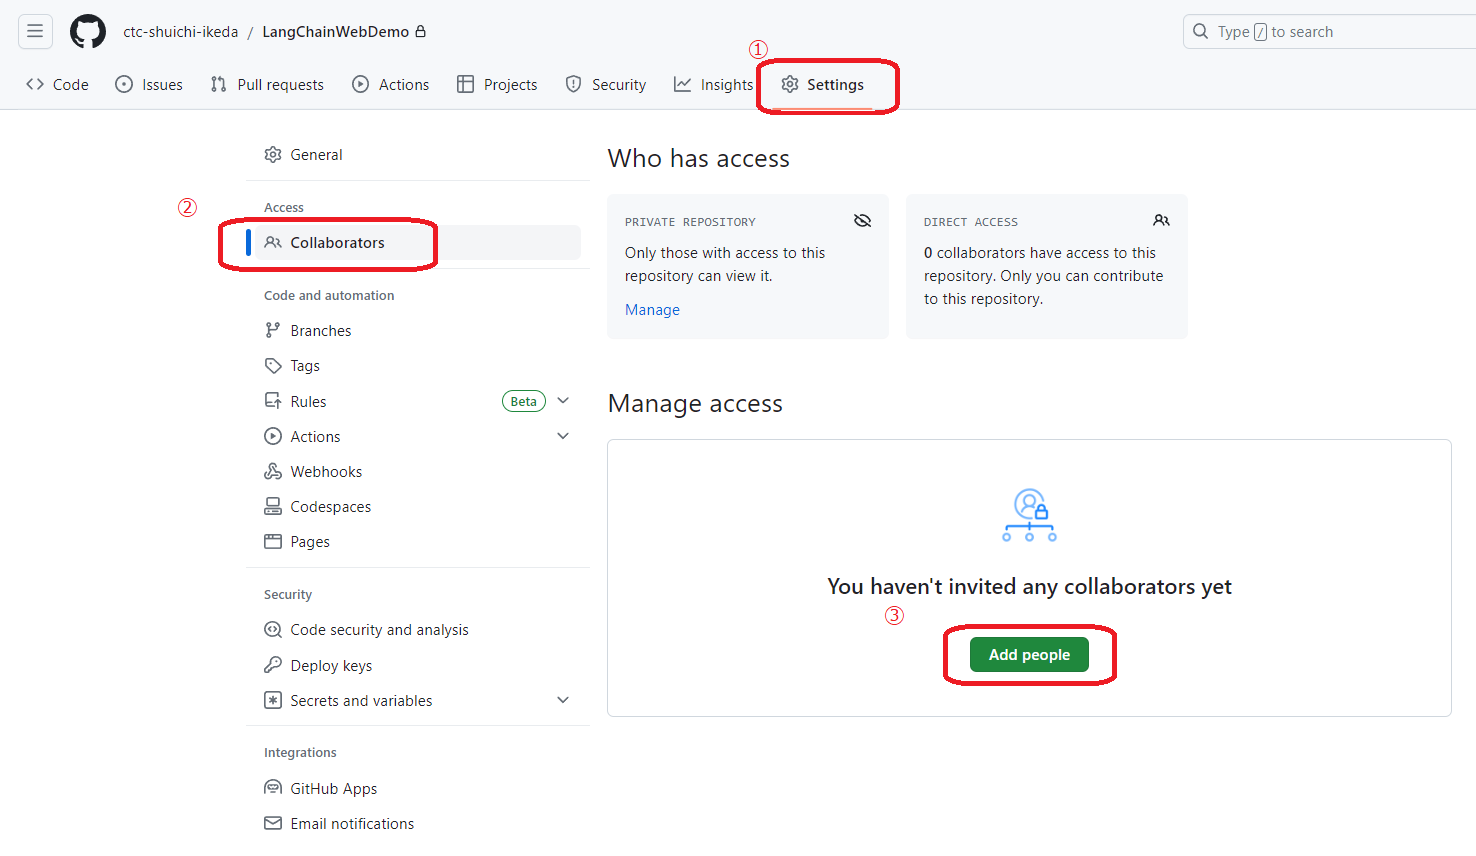 ctc-shuichi-ikeda / LangChainWebDemo
Type / to search
①
Code Issues Pull requests Actions Projects Security Insights Settings
General
②
Access
Collaborators
Code and automation
Branches
Tags
Rules Beta
Actions
Webhooks
Codespaces
Pages
Security
Code security and analysis
Deploy keys
Secrets and variables
Integrations
GitHub Apps
Email notifications
Who has access
PRIVATE REPOSITORY
Only those with access to this
repository can view it.
Manage
DIRECT ACCESS
0 collaborators have access to this
repository. Only you can contribute
to this repository.
Manage access
You haven't invited any collaborators yet
③
Add people